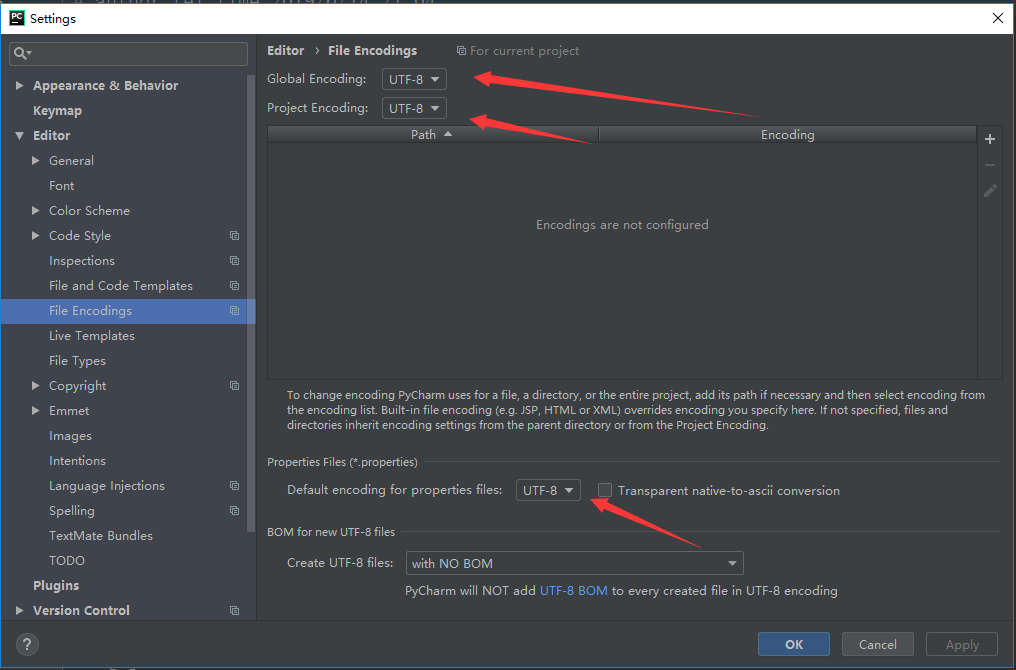 PC
Settings
Appearance & Behavior
Keymap
Editor
General
Font
Color Scheme
Code Style
Inspections
File and Code Templates
File Encodings
Live Templates
File Types
Copyright
Emmet
Images
Intentions
Language Injections
Spelling
TextMate Bundles
TODO
Plugins
Version Control
Editor › File Encodings For current project
Global Encoding: UTF-8
Project Encoding: UTF-8
Path Encoding
Encodings are not configured
To change encoding PyCharm uses for a file, a directory, or the entire project, add its path if necessary and then select encoding from
the encoding list. Built-in file encoding (e.g. JSP, HTML or XML) overrides encoding you specify here. If not specified, files and
directories inherit encoding settings from the parent directory or from the Project Encoding.
Properties Files (*.properties)
Default encoding for properties files: UTF-8 Transparent native-to-ascii conversion
BOM for new UTF-8 files
Create UTF-8 files: with NO BOM
PyCharm will NOT add UTF-8 BOM to every created file in UTF-8 encoding
? OK Cancel Apply